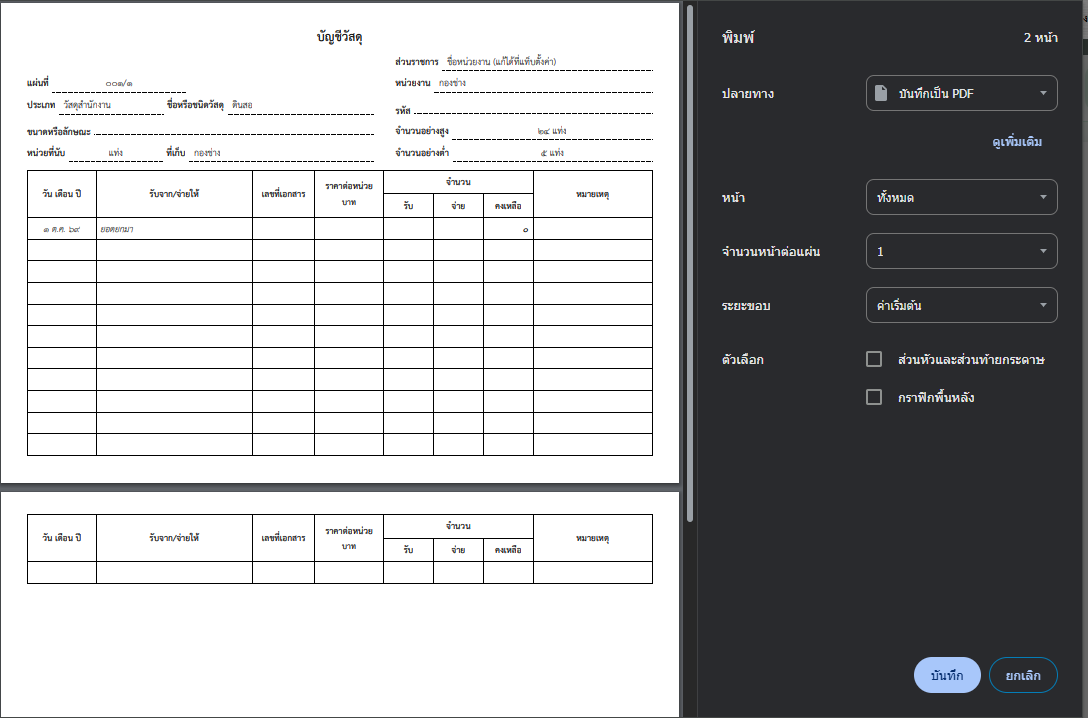 บัญชีวัสดุ
ส่วนราชการ ชื่อหน่วยงาน (แก้ได้ที่แท็บตั้งค่า)
แผ่นที่ ๐๐๑/๑ หน่วยงาน กองช่าง
ประเภท วัสดุสำนักงาน ชื่อหรือชนิดวัสดุ ดินสอ รหัส
ขนาดหรือลักษณะ จำนวนอย่างสูง ๒๔ แท่ง
หน่วยที่นับ แท่ง ที่เก็บ กองช่าง จำนวนอย่างต่ำ ๕ แท่ง
วัน เดือน ปี รับจาก/จ่ายให้ เลขที่เอกสาร ราคาต่อหน่วย บาท จำนวน หมายเหตุ
รับ จ่าย คงเหลือ
๑ ต.ค. ๖๙ ยอดยกมา ๐
วัน เดือน ปี รับจาก/จ่ายให้ เลขที่เอกสาร ราคาต่อหน่วย บาท จำนวน หมายเหตุ
รับ จ่าย คงเหลือ
พิมพ์ 2 หน้า
ปลายทาง บันทึกเป็น PDF
ดูเพิ่มเติม
หน้า ทั้งหมด
จำนวนหน้าต่อแผ่น 1
ระยะขอบ ค่าเริ่มต้น
ตัวเลือก ส่วนหัวและส่วนท้ายกระดาษ
กราฟิกพื้นหลัง
บันทึก ยกเลิก